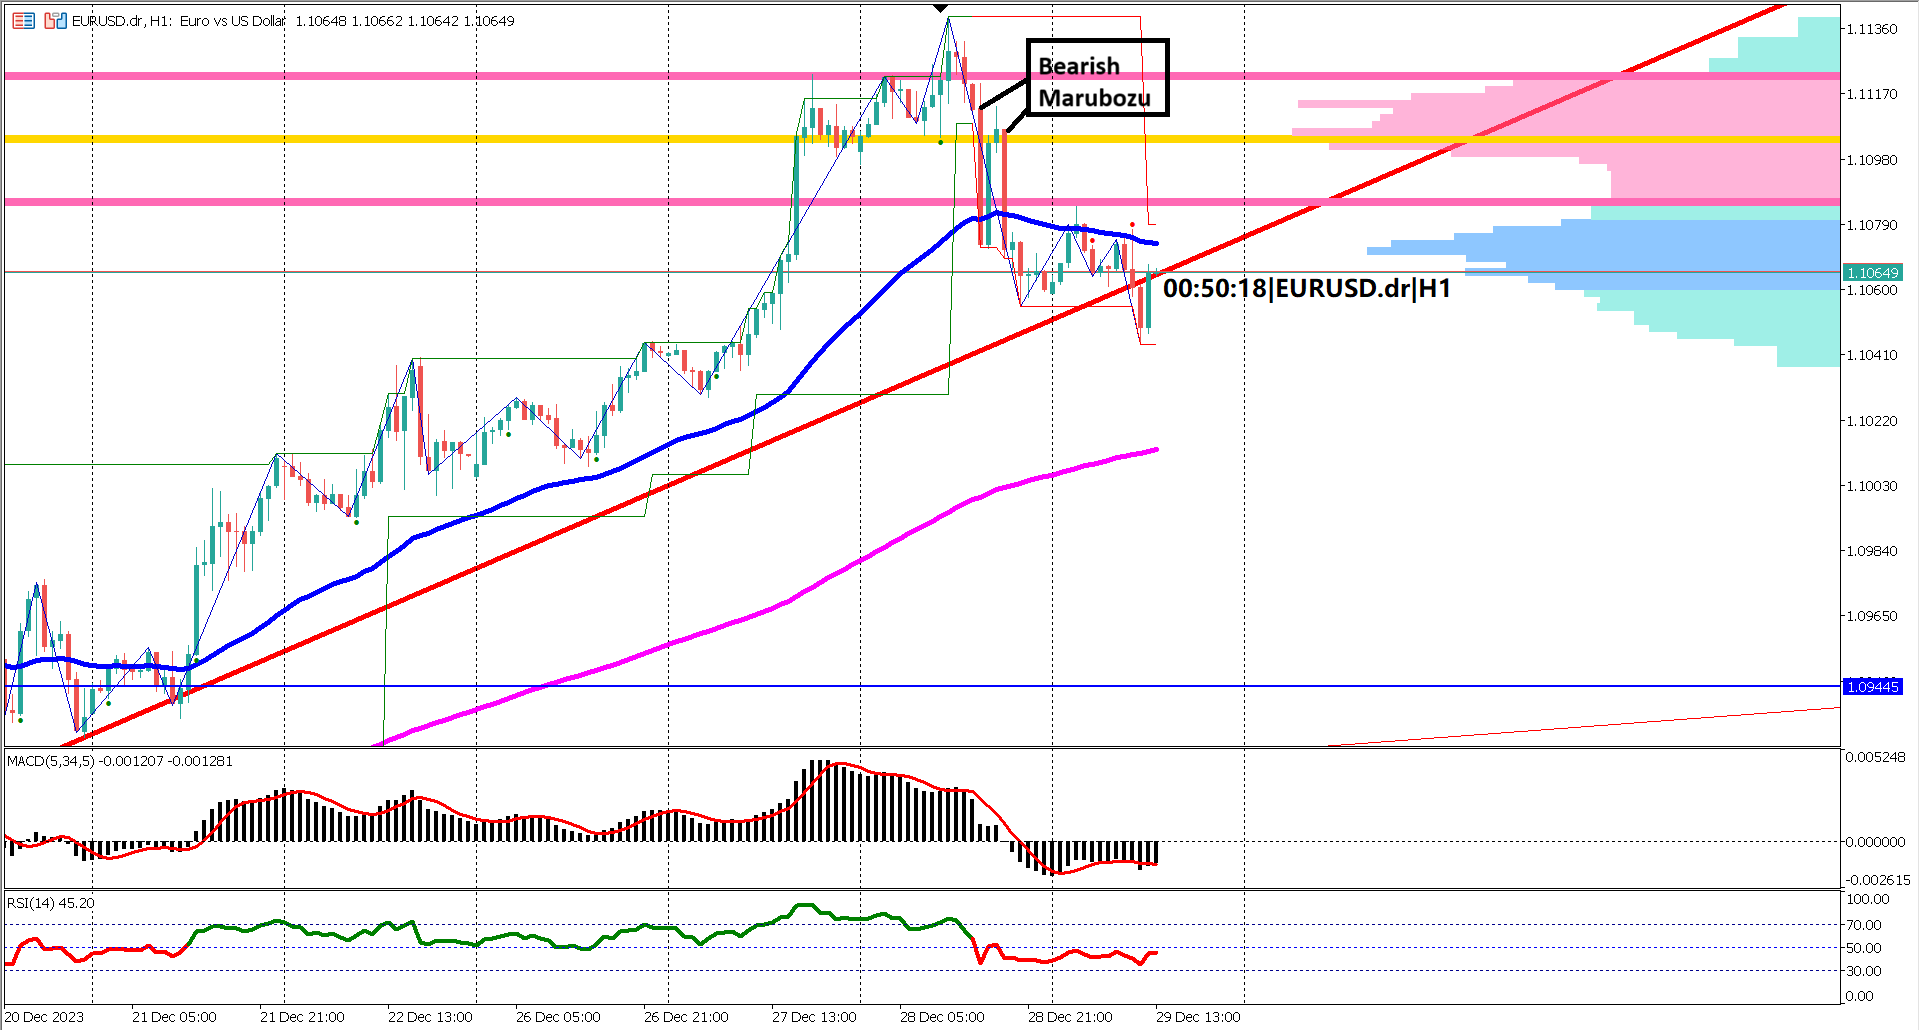 EURUSD.dr, H1: Euro vs US Dollar 1.10648 1.10662 1.10642 1.10649
Bearish
Marubozu
00:50:18|EURUSD.dr|H1
1.11360
1.11170
1.10980
1.10790
1.10649
1.10600
1.10410
1.10220
1.10030
1.09840
1.09650
1.09445
MACD(5,34,5) -0.001207 -0.001281
0.005248
0.000000
-0.002615
RSI(14) 45.20
100.00
70.00
50.00
30.00
0.00
20 Dec 2023
21 Dec 05:00
21 Dec 21:00
22 Dec 13:00
26 Dec 05:00
26 Dec 21:00
27 Dec 13:00
28 Dec 05:00
28 Dec 21:00
29 Dec 13:00